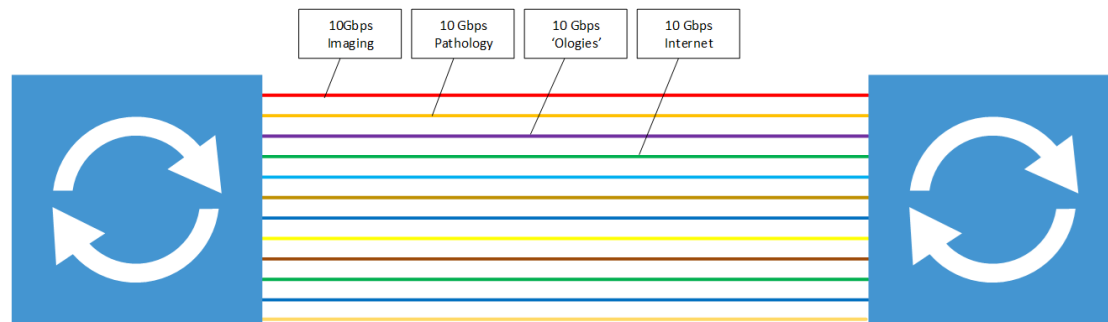 10Gbps
Imaging
10 Gbps
Pathology
10 Gbps
‘Ologies’
10 Gbps
Internet